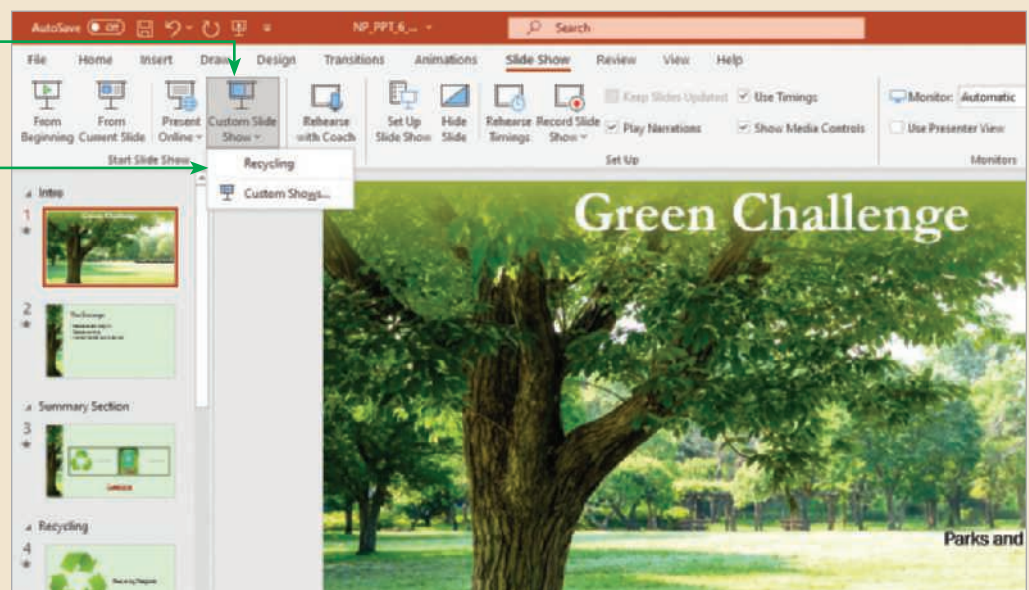 AutoSave Off NP_PPT_6_... Search
File Home Insert Draw Design Transitions Animations Slide Show Review View Help
From Beginning
From Current Slide
Present Online
Custom Slide Show
Rehearse with Coach
Set Up Slide Show
Hide Slide
Rehearse Timings
Record Slide Show
Keep Slides Updated
Play Narrations
Use Timings
Show Media Controls
Monitor: Automatic
Use Presenter View
Start Slide Show
Set Up
Monitors
Recycling
Custom Shows...
Intro
1
2
Summary Section
3
Recycling
4
Green Challenge
Parks and